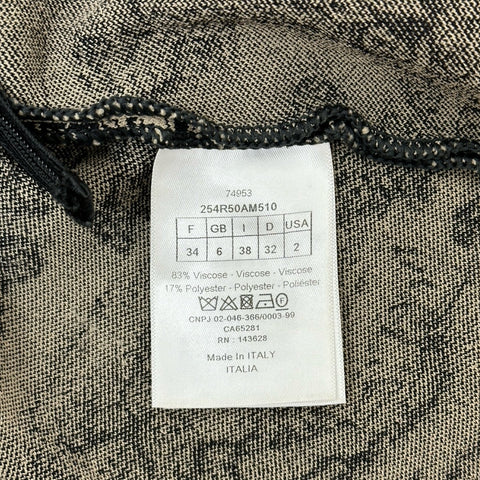 74953
254R50AM510
F GB I D USA
34 6 38 32 2
83% Viscose - Viscose - Viscosa
17% Polyester - Polyester - Poliéster
CNPJ 02-046-366/0003-99
CA65281
RN : 143628
Made In ITALY
ITALIA